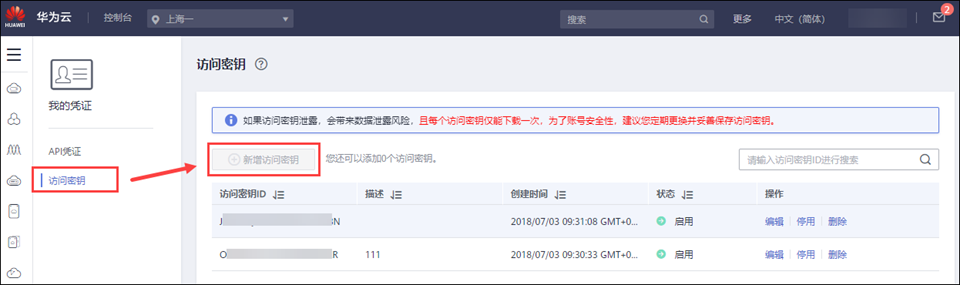 HUAWEI 华为云 控制台 上海一 搜索 更多 中文（简体） 2
访问密钥 ?
我的凭证
如果访问密钥泄露，会带来数据泄露风险，且每个访问密钥仅能下载一次，为了账号安全性，建议您定期更换并妥善保存访问密钥。
API凭证
新增访问密钥 您还可以添加0个访问密钥。 请输入访问密钥ID进行搜索
访问密钥
访问密钥ID 描述 创建时间 状态 操作
J 3N 2018/07/03 09:31:08 GMT+0... 启用 编辑 停用 删除
O R 111 2018/07/03 09:30:33 GMT+0... 启用 编辑 停用 删除